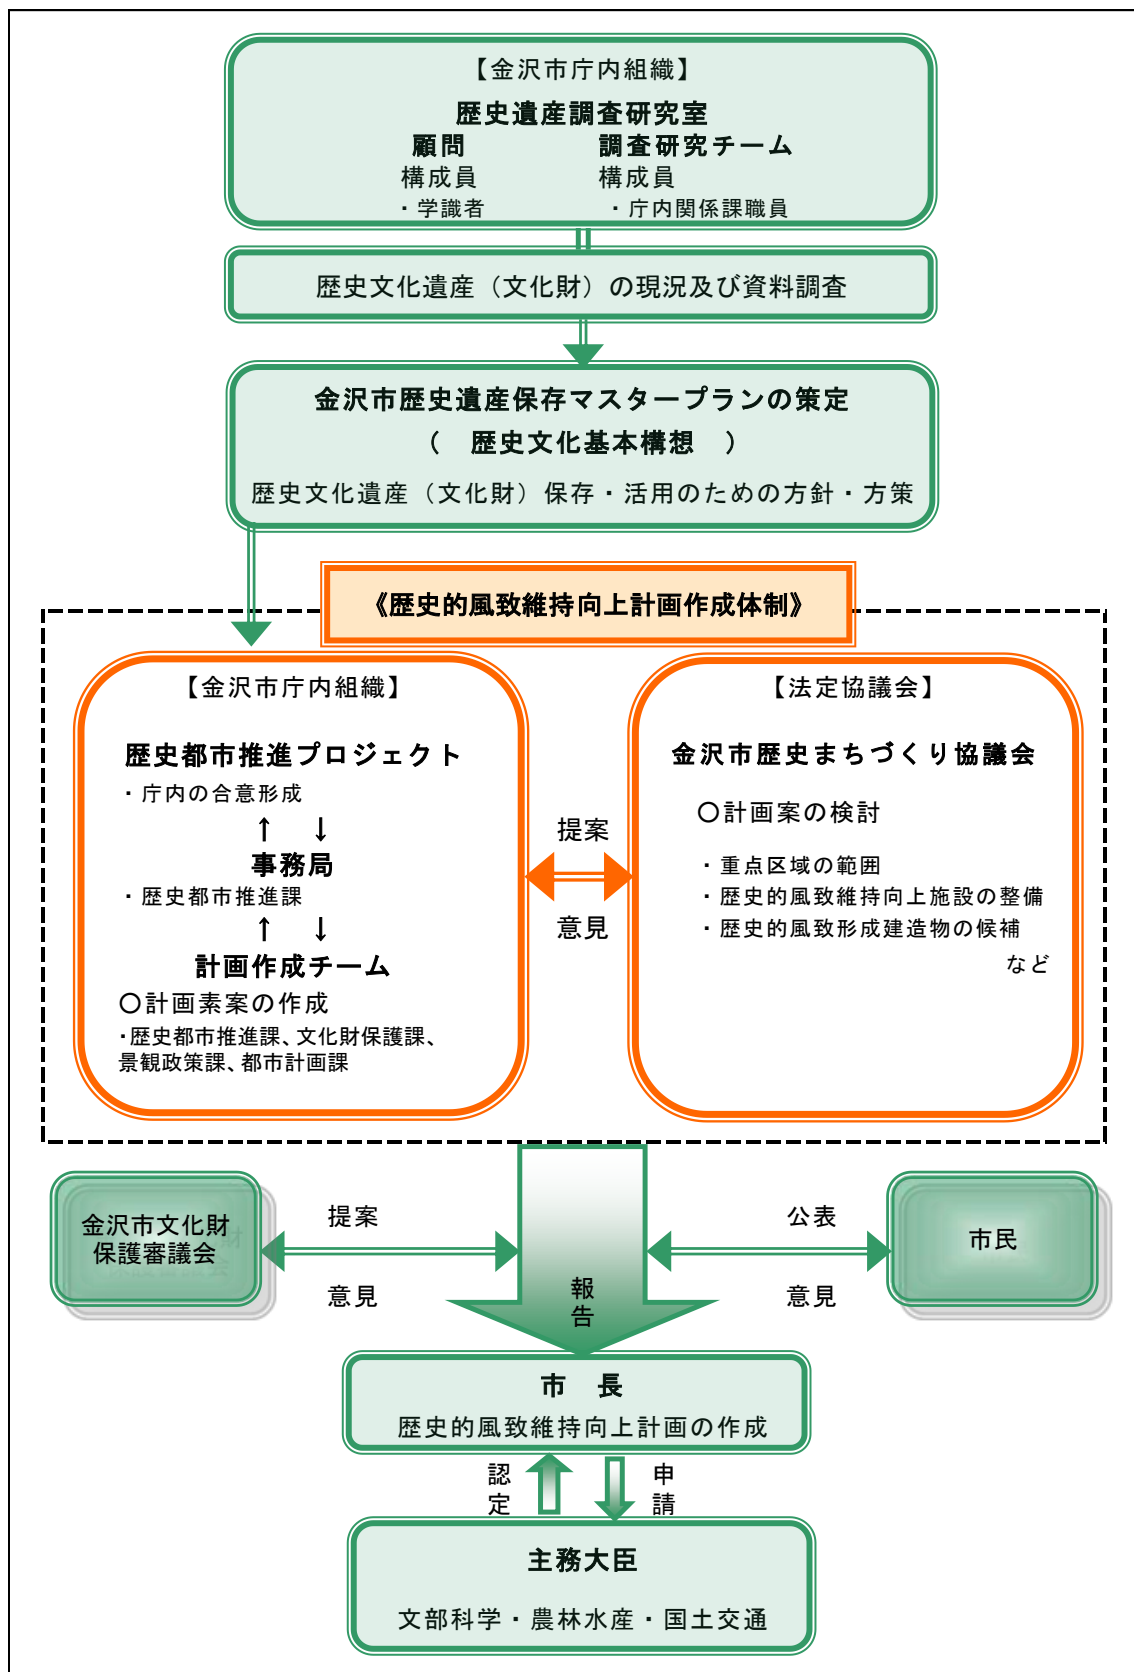 【金沢市庁内組織】
歴史遺産調査研究室
顧問　調査研究チーム
構成員　構成員
・学識者　・庁内関係課職員
歴史文化遺産（文化財）の現況及び資料調査
金沢市歴史遺産保存マスタープランの策定
（　歴史文化基本構想　）
歴史文化遺産（文化財）保存・活用のための方針・方策
《歴史的風致維持向上計画作成体制》
【金沢市庁内組織】
歴史都市推進プロジェクト
・庁内の合意形成
↑　↓
事務局
・歴史都市推進課
↑　↓
計画作成チーム
〇計画素案の作成
・歴史都市推進課、文化財保護課、
景観政策課、都市計画課
提案
意見
【法定協議会】
金沢市歴史まちづくり協議会
〇計画案の検討
・重点区域の範囲
・歴史的風致維持向上施設の整備
・歴史的風致形成建造物の候補
など
金沢市文化財
保護審議会
提案
意見
報
告
公表
意見
市民
市　長
歴史的風致維持向上計画の作成
認
定
申
請
主務大臣
文部科学・農林水産・国土交通